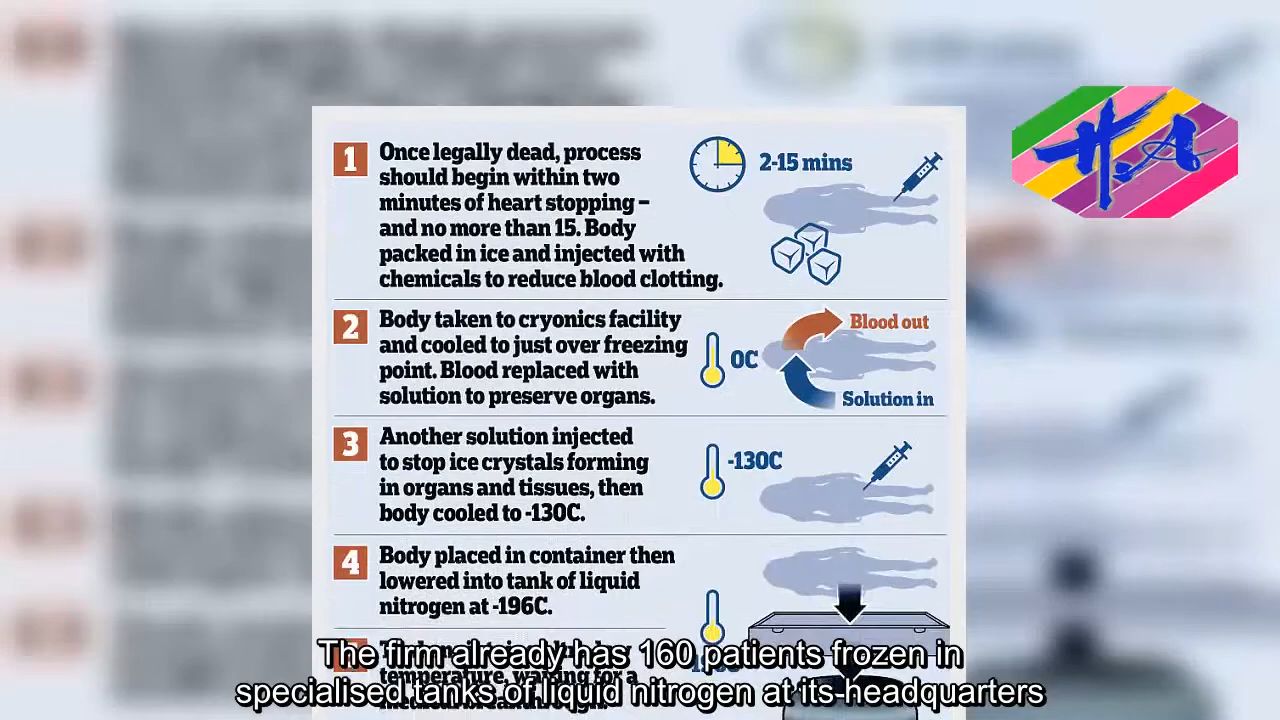 1
Once legally dead, process
should begin within two
minutes of heart stopping –
and no more than 15. Body
packed in ice and injected with
chemicals to reduce blood clotting.
2-15 mins
H.A
2
Body taken to cryonics facility
and cooled to just over freezing
point. Blood replaced with
solution to preserve organs.
0C
Blood out
Solution in
3
Another solution injected
to stop ice crystals forming
in organs and tissues, then
body cooled to -130C.
-130C
4
Body placed in container then
lowered into tank of liquid
nitrogen at -196C.
temperature, waiting for a
The firm already has 160 patients frozen in
specialised tanks of liquid nitrogen at its headquarters